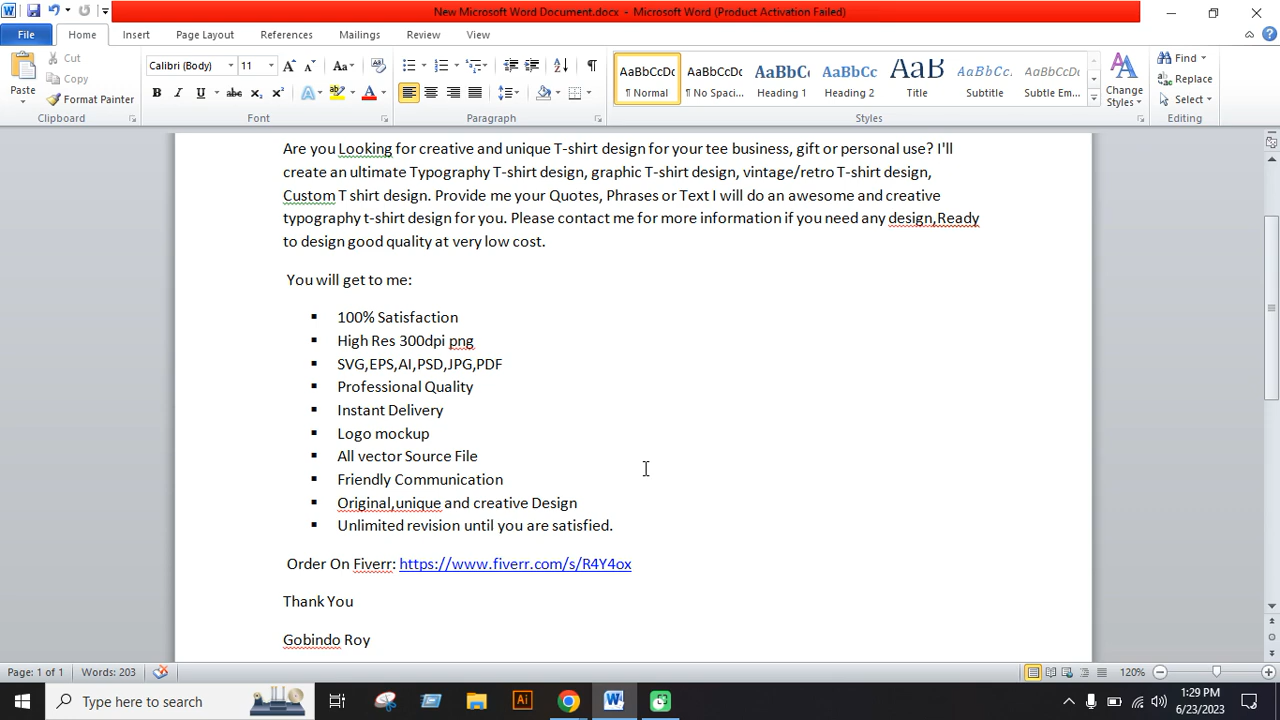 New Microsoft Word Document.docx - Microsoft Word (Product Activation Failed)
File Home Insert Page Layout References Mailings Review View
Cut
Copy
Format Painter
Paste
Clipboard
Calibri (Body) 11
Font
Paragraph
AaBbCcDc AaBbCcDc AaBbCc AaBbCc AaB AaBbCc. AaBbCcDc
¶ Normal ¶ No Spaci... Heading 1 Heading 2 Title Subtitle Subtle Em...
Change Styles
Styles
Find
Replace
Select
Editing
Are you Looking for creative and unique T-shirt design for your tee business, gift or personal use? I'll
create an ultimate Typography T-shirt design, graphic T-shirt design, vintage/retro T-shirt design,
Custom T shirt design. Provide me your Quotes, Phrases or Text I will do an awesome and creative
typography t-shirt design for you. Please contact me for more information if you need any design,Ready
to design good quality at very low cost.
You will get to me:
▪ 100% Satisfaction
▪ High Res 300dpi png
▪ SVG,EPS,AI,PSD,JPG,PDF
▪ Professional Quality
▪ Instant Delivery
▪ Logo mockup
▪ All vector Source File
▪ Friendly Communication
▪ Original,unique and creative Design
▪ Unlimited revision until you are satisfied.
Order On Fiverr: https://www.fiverr.com/s/R4Y4ox
Thank You
Gobindo Roy
Page: 1 of 1 Words: 203 120%
Type here to search
1:29 PM
6/23/2023